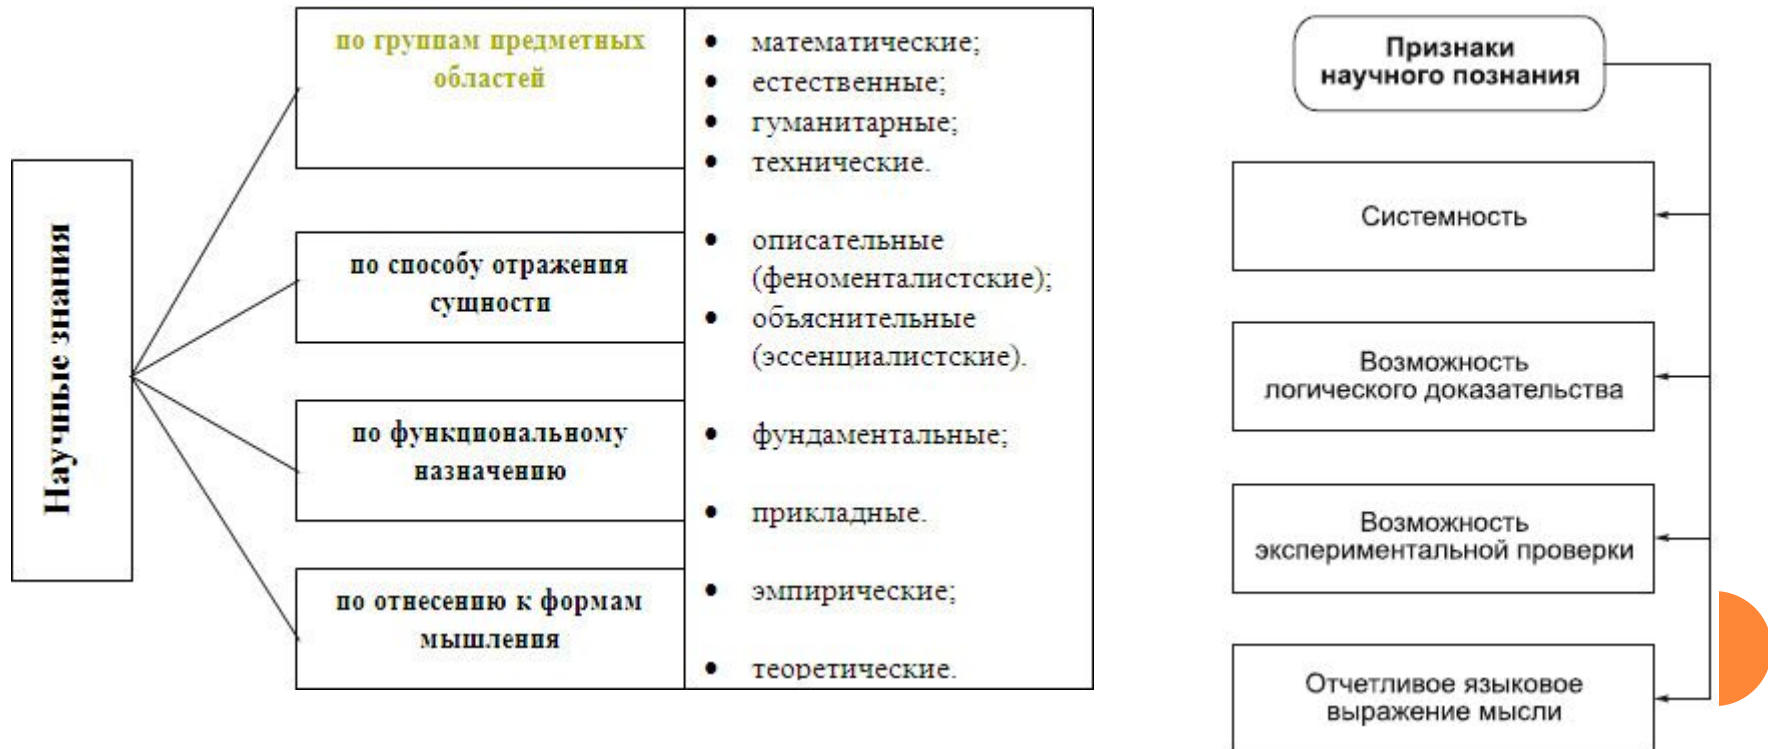 Научные знания
по группам предметных
областей
• математические;
• естественные;
• гуманитарные;
• технические.
по способу отражения
сущности
• описательные
(феноменталистские);
• объяснительные
(эссенциалистские).
по функциональному
назначению
• фундаментальные;
• прикладные.
по отнесению к формам
мышления
• эмпирические;
• теоретические.
Признаки
научного познания
Системность
Возможность
логического доказательства
Возможность
экспериментальной проверки
Отчетливое языковое
выражение мысли